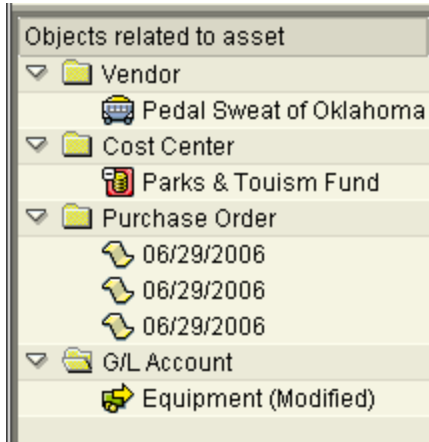 Objects related to asset
Vendor
Pedal Sweat of Oklahoma
Cost Center
Parks & Touism Fund
Purchase Order
06/29/2006
06/29/2006
06/29/2006
G/L Account
Equipment (Modified)